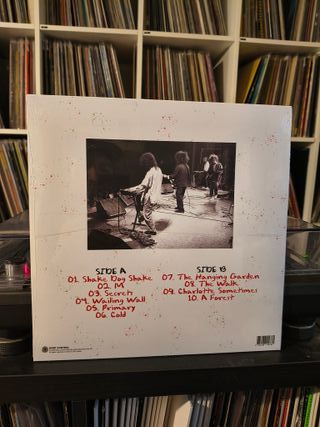 SIDE A
01. Shake Dog Shake
02. M
03. Secrets
04. Wailing Wall
05. Primary
06. Cold
SIDE B
07. The Hanging Garden
08. The Walk
09. Charlotte Sometimes
10. A Forest